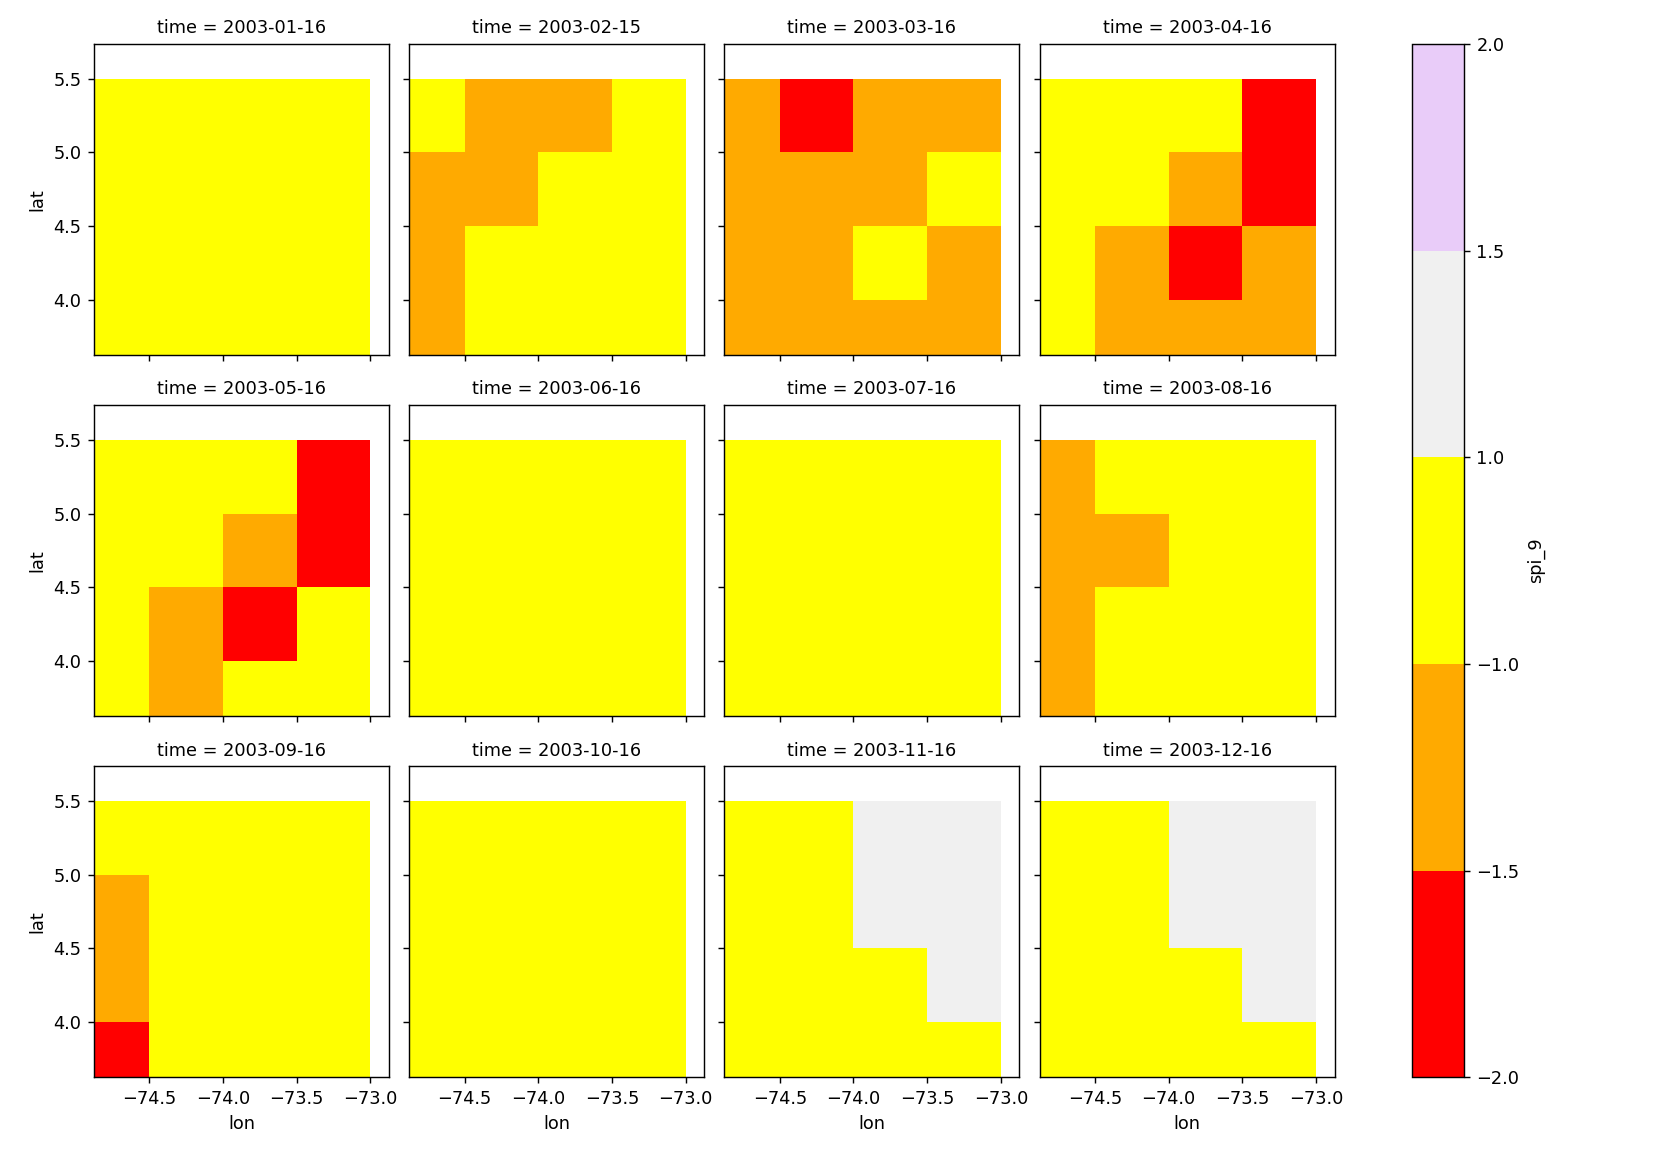 time = 2003-01-16
time = 2003-02-15
time = 2003-03-16
time = 2003-04-16
5.5
5.0
4.5
4.0
lat
time = 2003-05-16
time = 2003-06-16
time = 2003-07-16
time = 2003-08-16
5.5
5.0
4.5
4.0
lat
time = 2003-09-16
time = 2003-10-16
time = 2003-11-16
time = 2003-12-16
5.5
5.0
4.5
4.0
lat
−74.5 −74.0 −73.5 −73.0
−74.5 −74.0 −73.5 −73.0
−74.5 −74.0 −73.5 −73.0
−74.5 −74.0 −73.5 −73.0
lon
lon
lon
lon
2.0
1.5
1.0
−1.0
−1.5
−2.0
spi_9